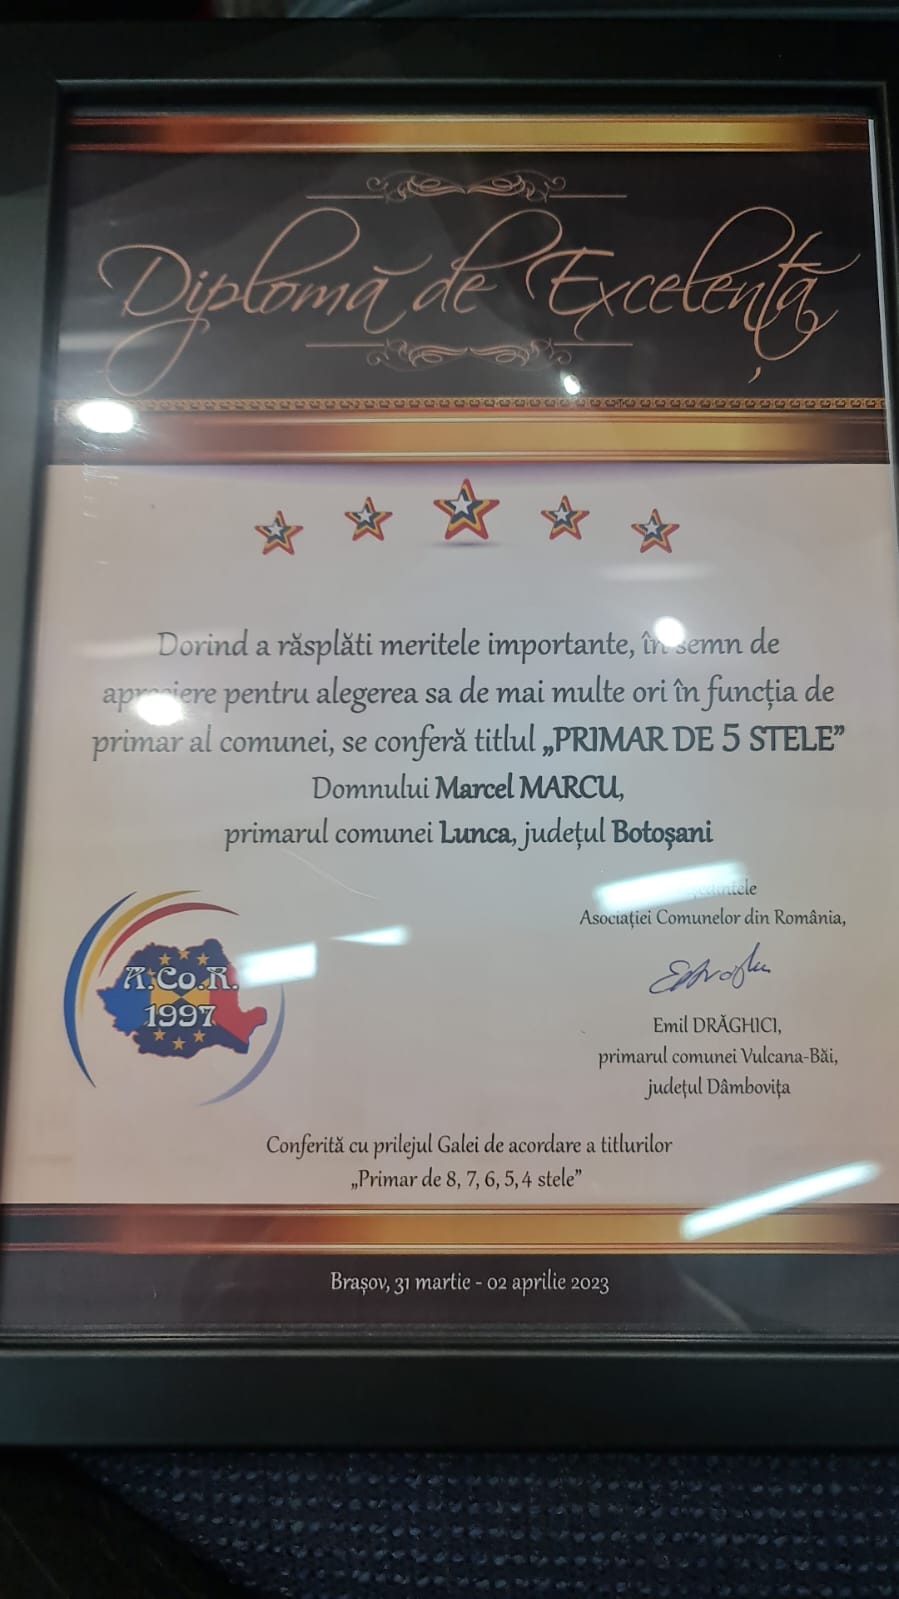 Diplomă de Excelență
Dorind a răsplăti meritele importante, în semn de
apreciere pentru alegerea sa de mai multe ori în funcția de
primar al comunei, se conferă titlul „PRIMAR DE 5 STELE”
Domnului Marcel MARCU,
primarul comunei Lunca, județul Botoșani
Asociației Comunelor din România,
Emil DRĂGHICI,
primarul comunei Vulcana-Băi,
județul Dâmbovița
A.Co.R.
1997
Conferită cu prilejul Galei de acordare a titlurilor
„Primar de 8, 7, 6, 5, 4 stele”
Brașov, 31 martie - 02 aprilie 2023